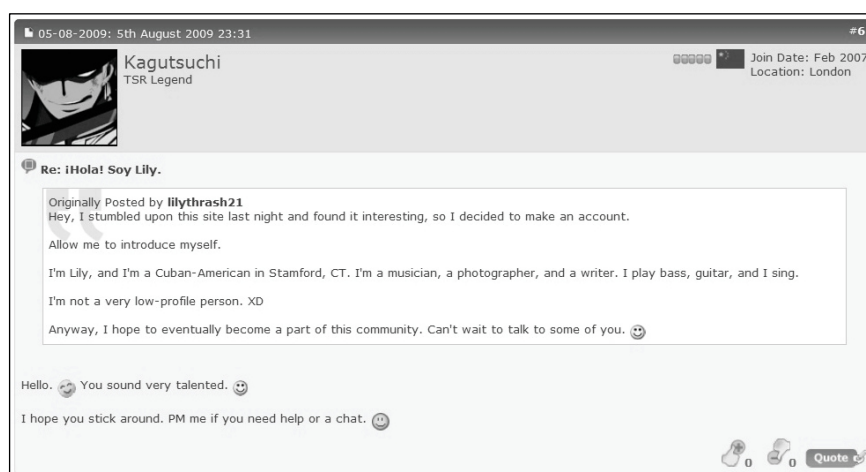 05-08-2009: 5th August 2009 23:31 #6
Kagutsuchi
TSR Legend
Join Date: Feb 2007
Location: London
Re: ¡Hola! Soy Lily.
Originally Posted by lilythrash21
Hey, I stumbled upon this site last night and found it interesting, so I decided to make an account.
Allow me to introduce myself.
I'm Lily, and I'm a Cuban-American in Stamford, CT. I'm a musician, a photographer, and a writer. I play bass, guitar, and I sing.
I'm not a very low-profile person. XD
Anyway, I hope to eventually become a part of this community. Can't wait to talk to some of you.
Hello. You sound very talented.
I hope you stick around. PM me if you need help or a chat.
0 0 Quote